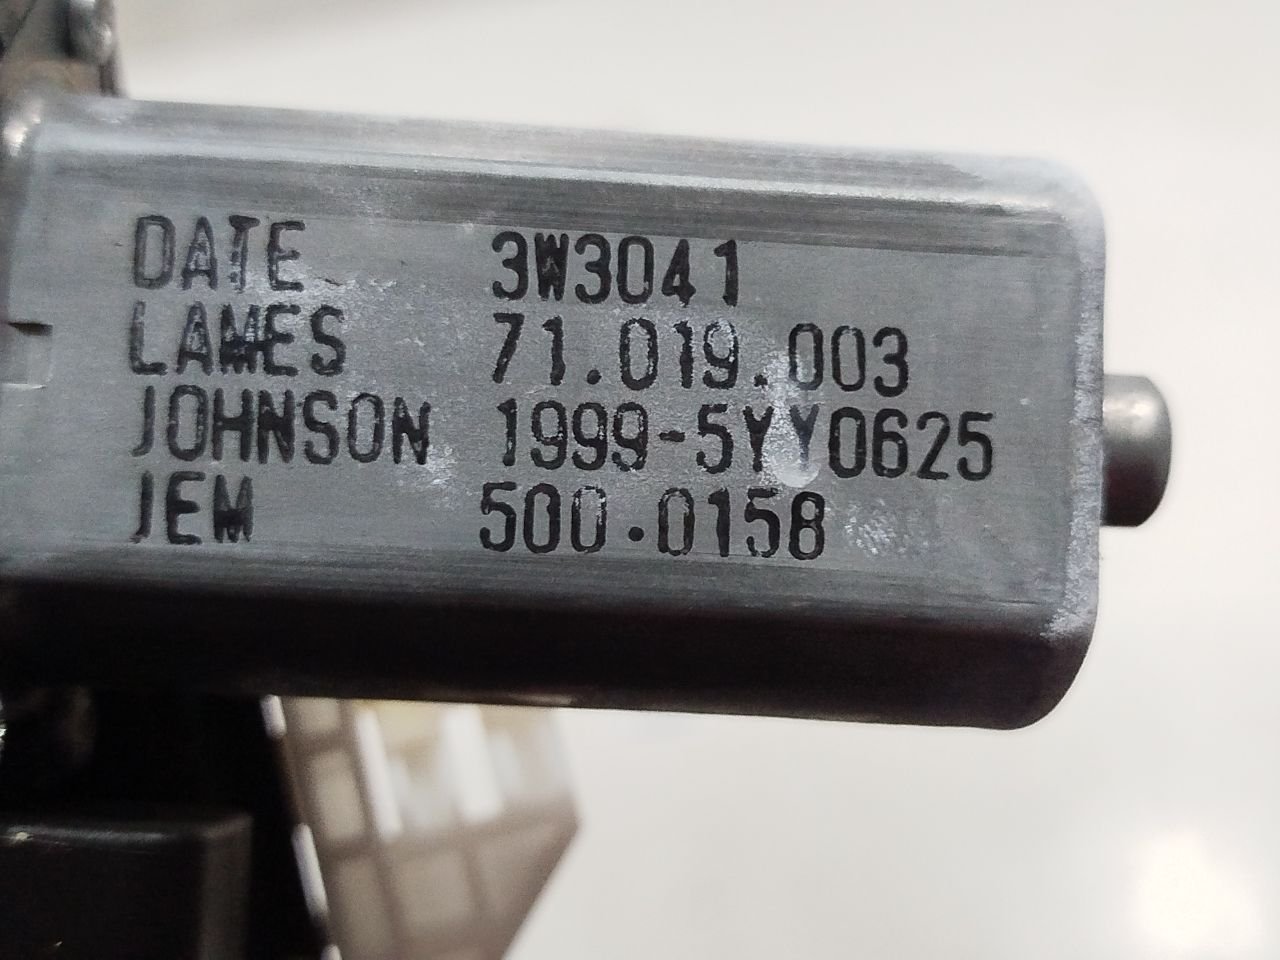 DATE 3W3041
LAMES 71.019.003
JOHNSON 1999-5YY0625
JEM 500.0158